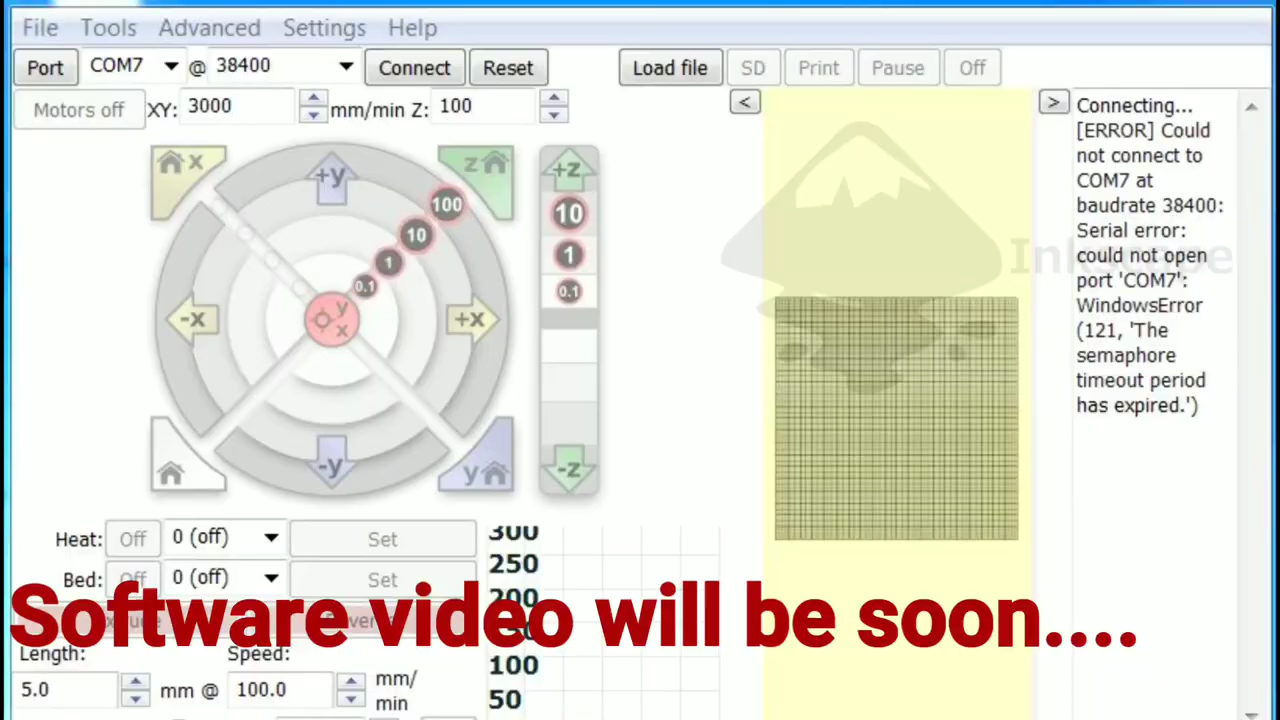 File Tools Advanced Settings Help
Port COM7 @ 38400 Connect Reset Load file SD Print Pause Off
Motors off XY: 3000 mm/min Z: 100
< >
Connecting...
[ERROR] Could
not connect to
COM7 at
baudrate 38400:
Serial error:
could not open
port 'COM7':
WindowsError
(121, 'The
semaphore
timeout period
has expired.')
Inkscape
x z
+y +z
100 10
10 1
1 0.1
0.1
-x y x +x
-y -z
y
Heat: Off 0 (off) Set
Bed: Off 0 (off) Set
300
250
200
100
50
Software video will be soon....
Length: Speed:
5.0 mm @ 100.0 mm/
min